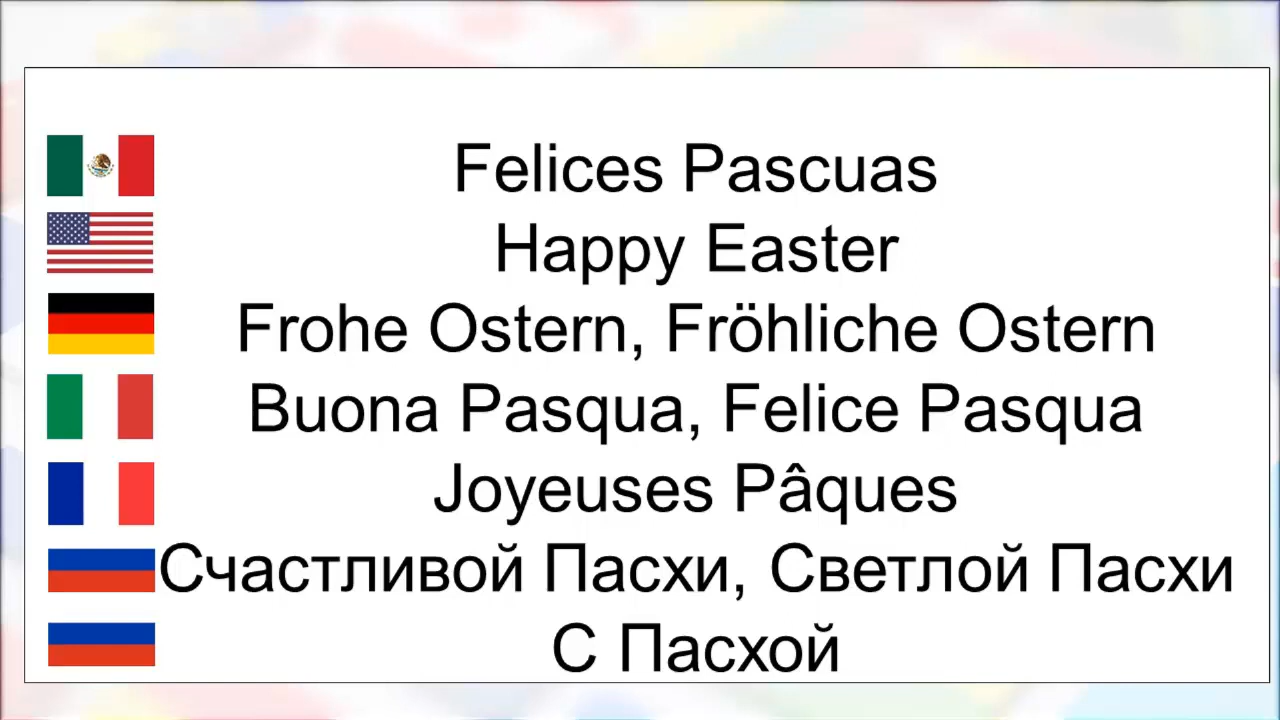 Felices Pascuas
Happy Easter
Frohe Ostern, Fröhliche Ostern
Buona Pasqua, Felice Pasqua
Joyeuses Pâques
Счастливой Пасхи, Светлой Пасхи
С Пасхой